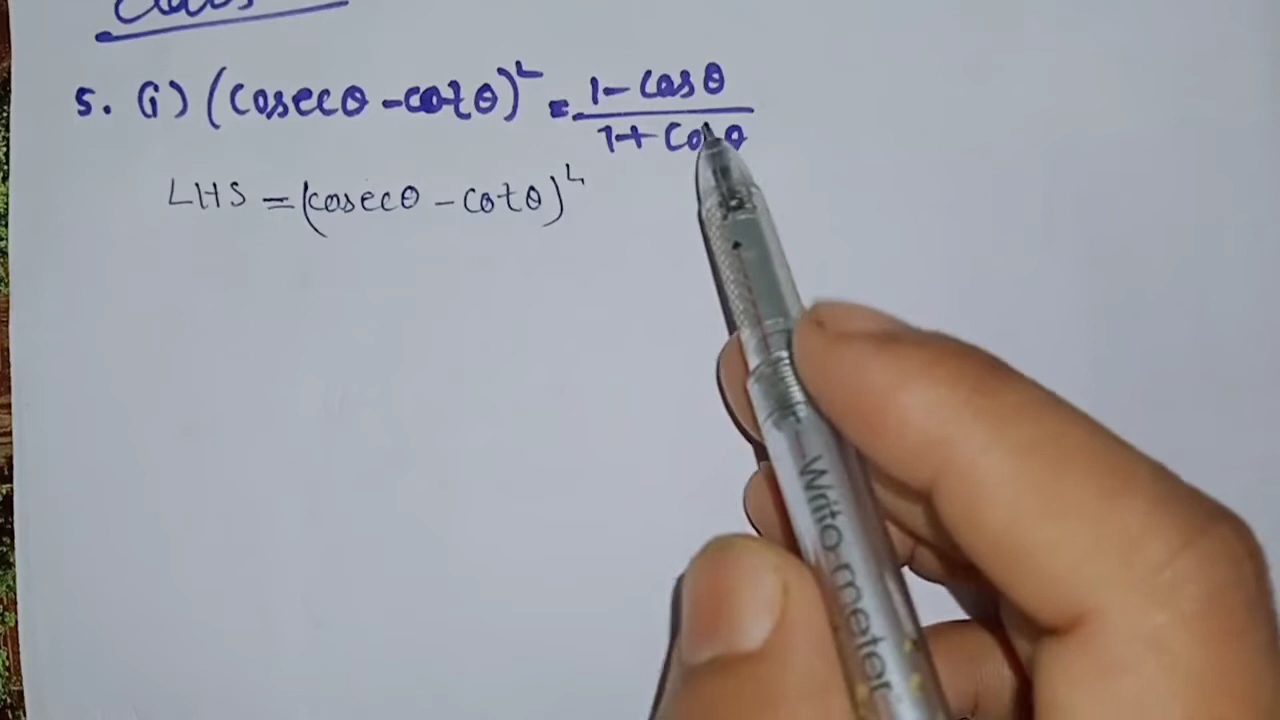 5. (i) (cosecθ - cotθ)² = 1 - cosθ / 1 + cosθ
LHS = (cosecθ - cotθ)²
Writo-meter